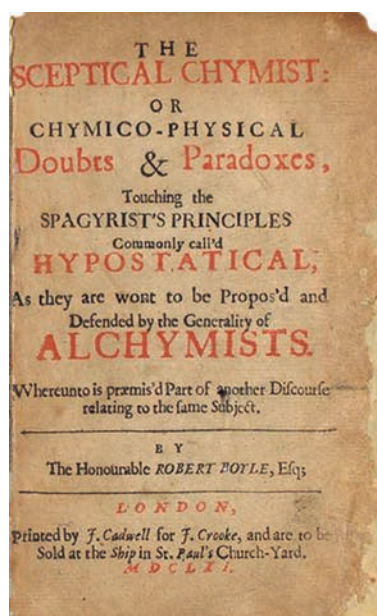 THE
SCEPTICAL CHYMIST:
OR
CHYMICO-PHYSICAL
Doubts & Paradoxes,
Touching the
SPAGYRIST'S PRINCIPLES
Commonly call'd
HYPOSTATICAL,
As they are wont to be Propos'd and
Defended by the Generality of
ALCHYMISTS.
Whereunto is præmis'd Part of another Discourse
relating to the same Subject.
BY
The Honourable ROBERT BOYLE, Esq;
LONDON,
Printed by J. Cadwell for J. Crooke, and are to be
Sold at the Ship in St. Paul's Church-Yard.
MDCLXI.